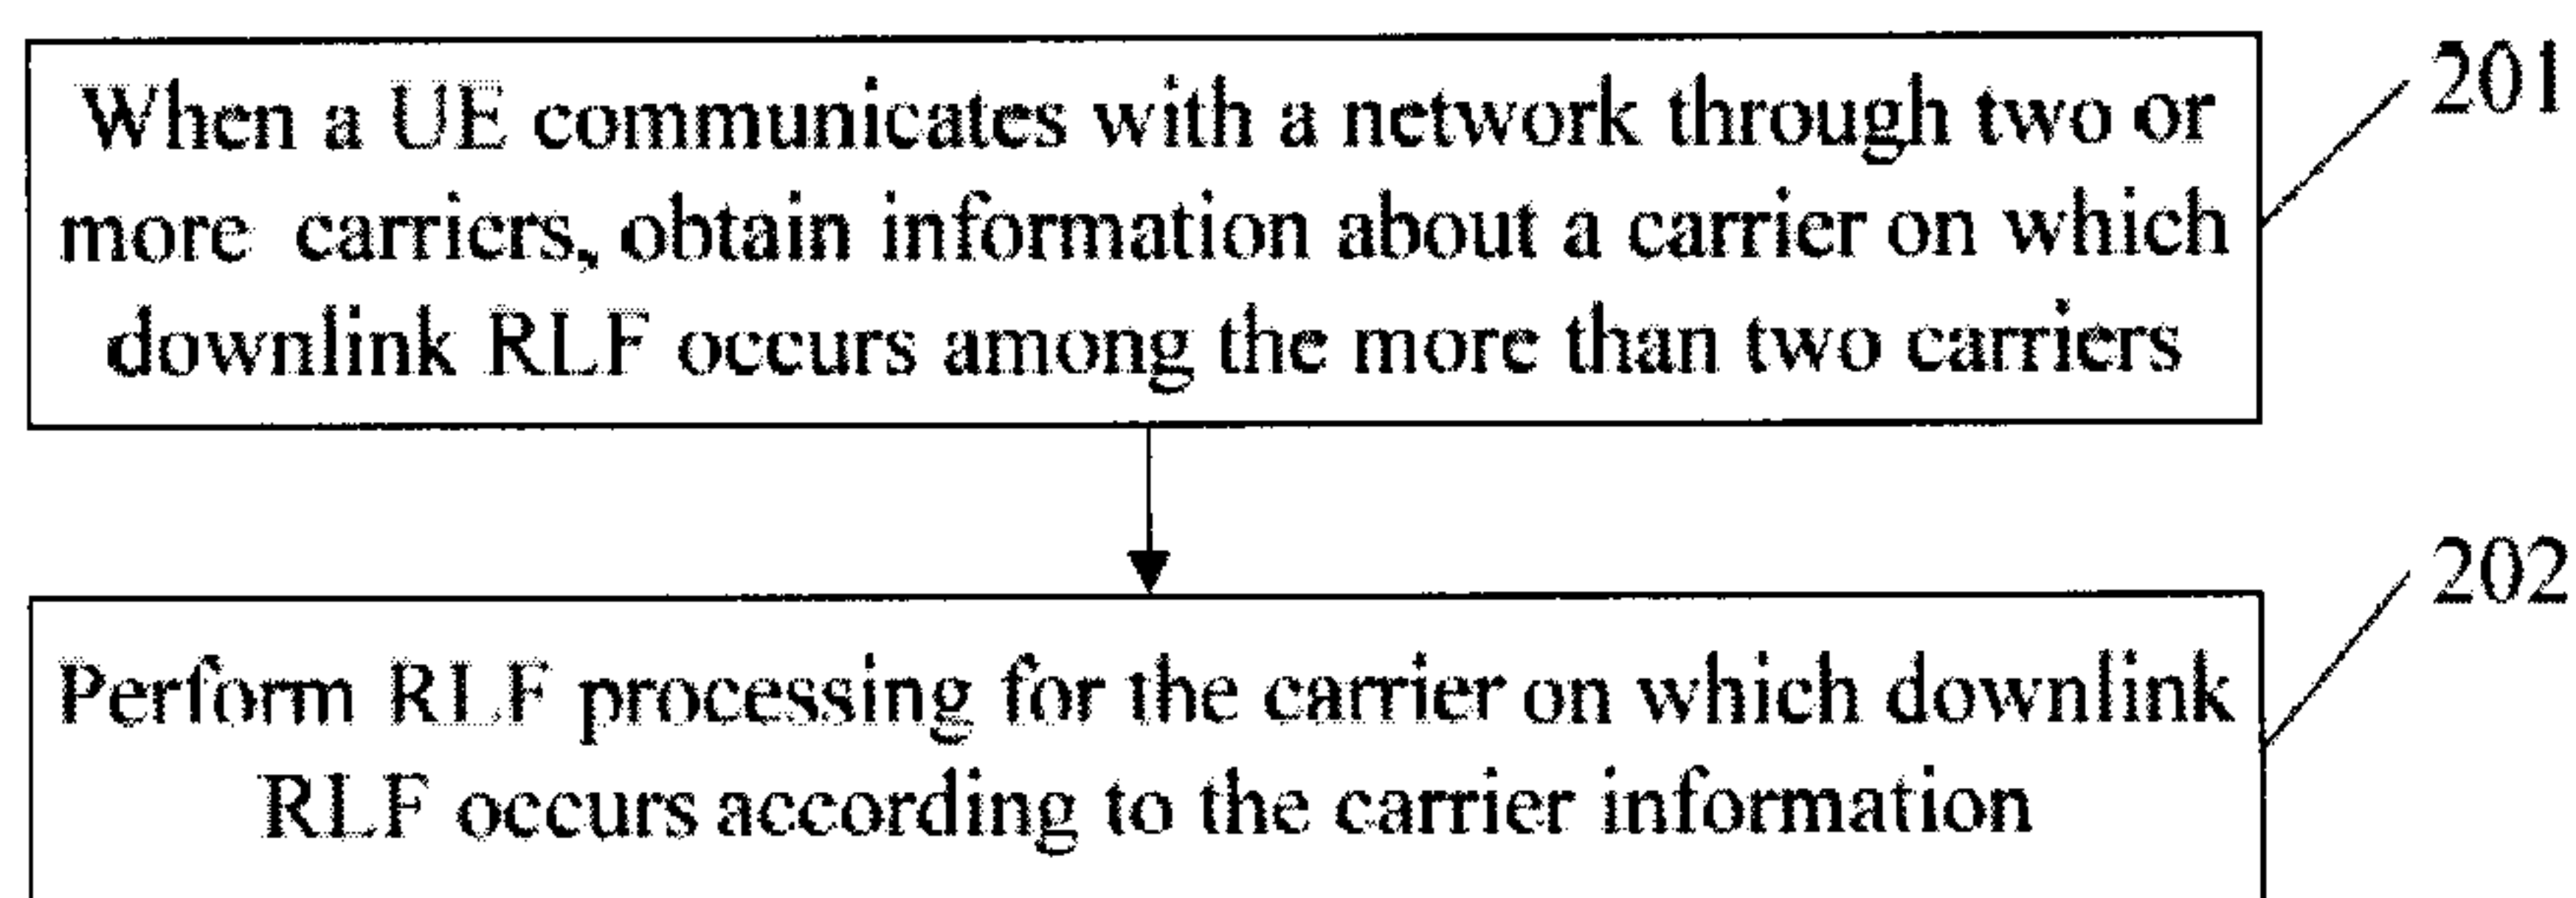 When a UE communicates with a network through two or
more carriers, obtain information about a carrier on which
downlink RLF occurs among the more than two carriers
201
Perform RLF processing for the carrier on which downlink
RLF occurs according to the carrier information
202